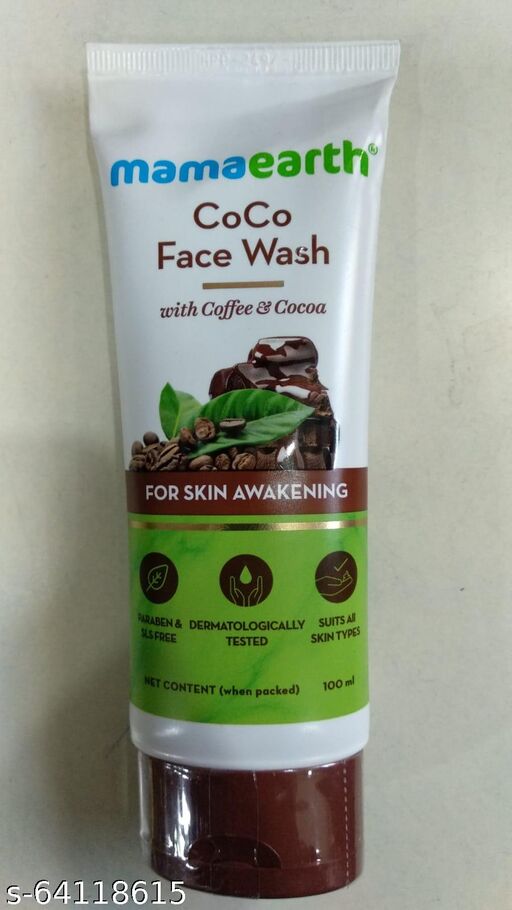 mamaearth®
CoCo
Face Wash
with Coffee & Cocoa
FOR SKIN AWAKENING
PARABEN &
SLS FREE
DERMATOLOGICALLY
TESTED
SUITS All
SKIN TYPES
NET CONTENT (when packed) 100 ml
s-64118615